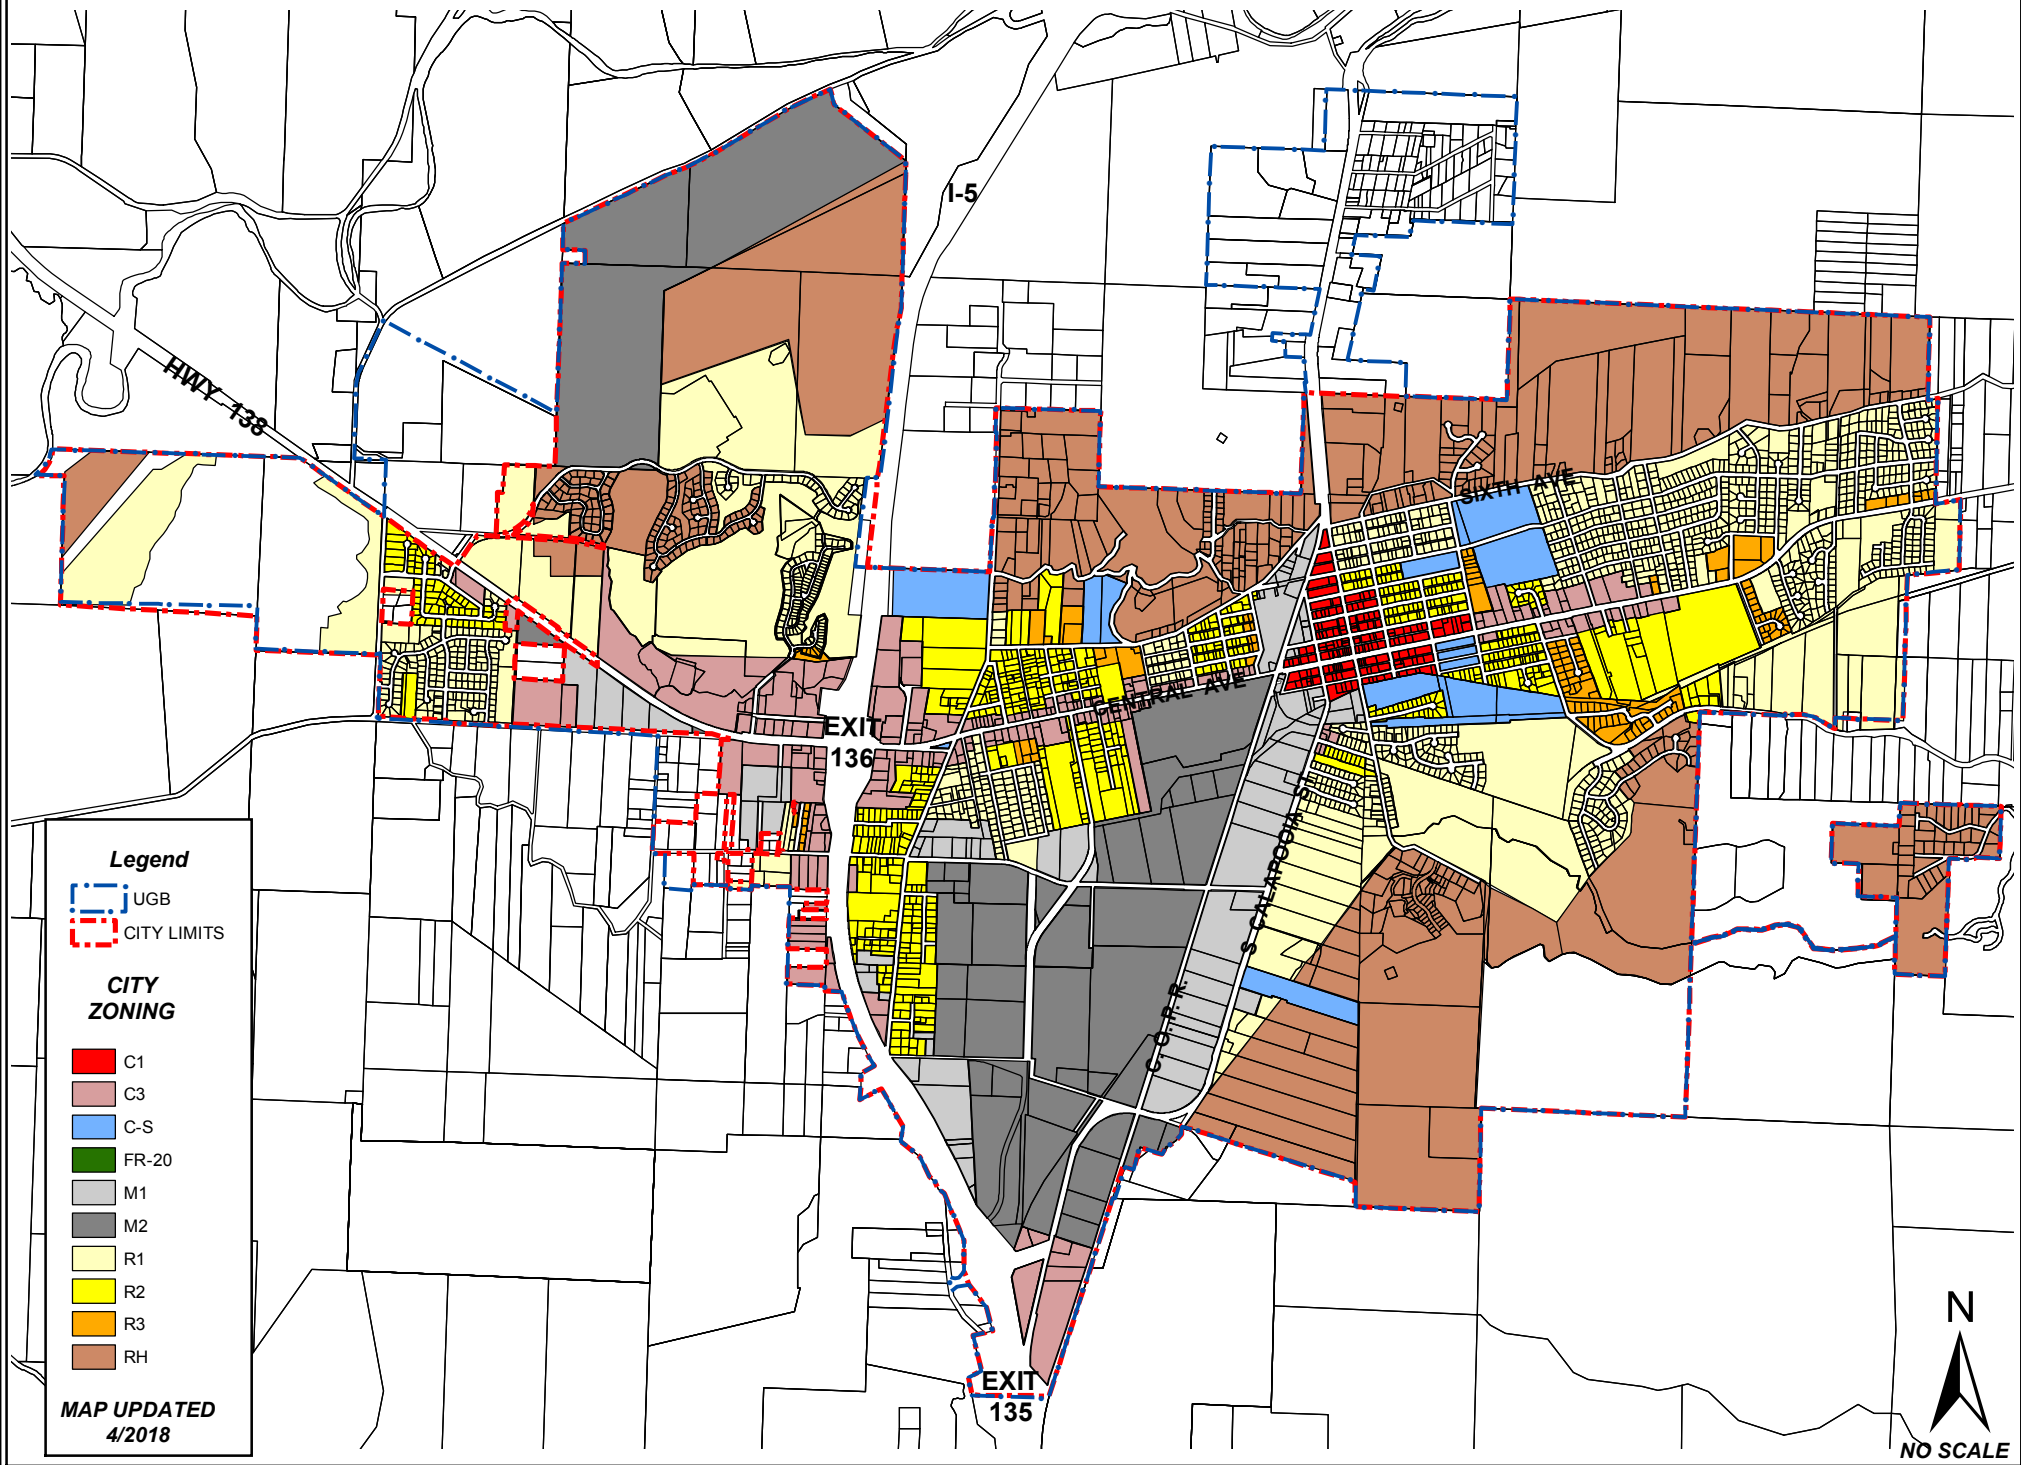 I-5
HWY 138
SIXTH AVE
CENTRAL AVE
EXIT
136
S CALAPOOIA ST
C. O. P. R.
EXIT
135
Legend
UGB
CITY LIMITS
CITY
ZONING
C1
C3
C-S
FR-20
M1
M2
R1
R2
R3
RH
MAP UPDATED
4/2018
N
NO SCALE